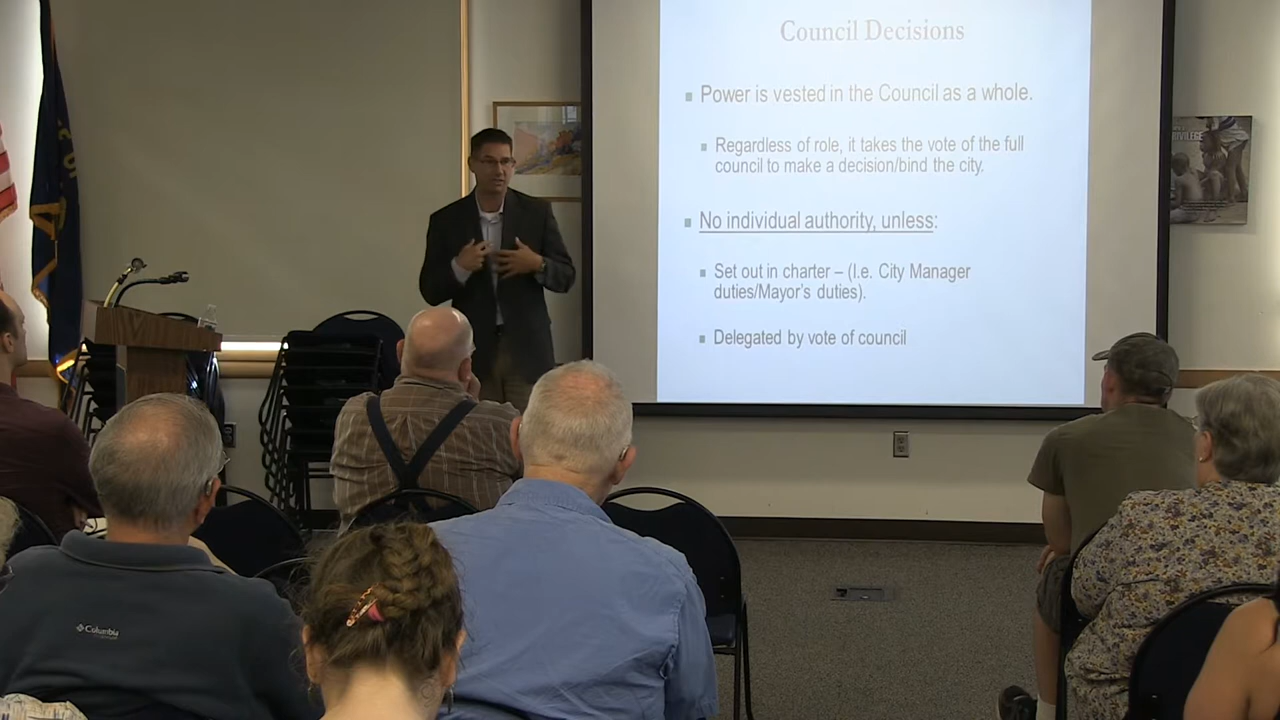 Council Decisions
Power is vested in the Council as a whole.
Regardless of role, it takes the vote of the full
council to make a decision/bind the city.
No individual authority, unless:
Set out in charter – (I.e. City Manager
duties/Mayor's duties).
Delegated by vote of council
Columbia